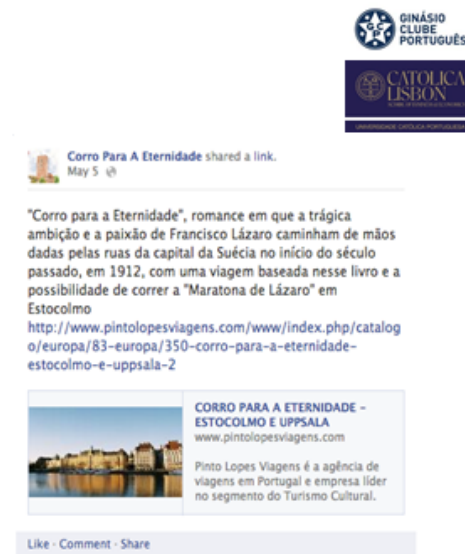 GINÁSIO
CLUBE
PORTUGUÊS
CATOLICA
LISBON
UNIVERSIDADE CATÓLICA PORTUGUESA
Corro Para A Eternidade shared a link.
May 5
"Corro para a Eternidade", romance em que a trágica
ambição e a paixão de Francisco Lázaro caminham de mãos
dadas pelas ruas da capital da Suécia no início do século
passado, em 1912, com uma viagem baseada nesse livro e a
possibilidade de correr a "Maratona de Lázaro" em
Estocolmo
http://www.pintolopesviagens.com/www/index.php/catalog
o/europa/83-europa/350-corro-para-a-eternidade-
estocolmo-e-uppsala-2
CORRO PARA A ETERNIDADE -
ESTOCOLMO E UPPSALA
www.pintolopesviagens.com
Pinto Lopes Viagens é a agência de
viagens em Portugal e empresa líder
no segmento do Turismo Cultural.
Like · Comment · Share